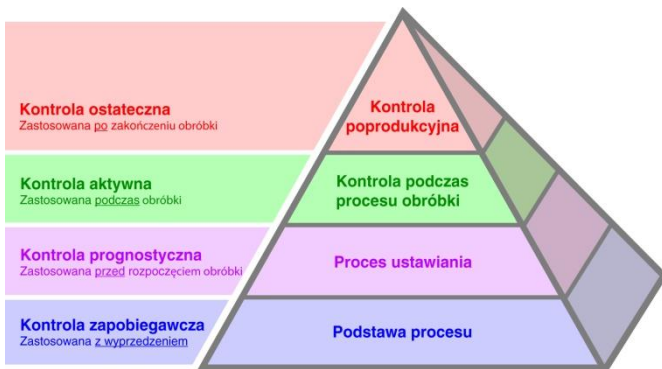 Kontrola ostateczna
Zastosowana po zakończeniu obróbki
Kontrola
poprodukcyjna
Kontrola aktywna
Zastosowana podczas obróbki
Kontrola podczas
procesu obróbki
Kontrola prognostyczna
Zastosowana przed rozpoczęciem obróbki
Proces ustawiania
Kontrola zapobiegawcza
Zastosowana z wyprzedzeniem
Podstawa procesu